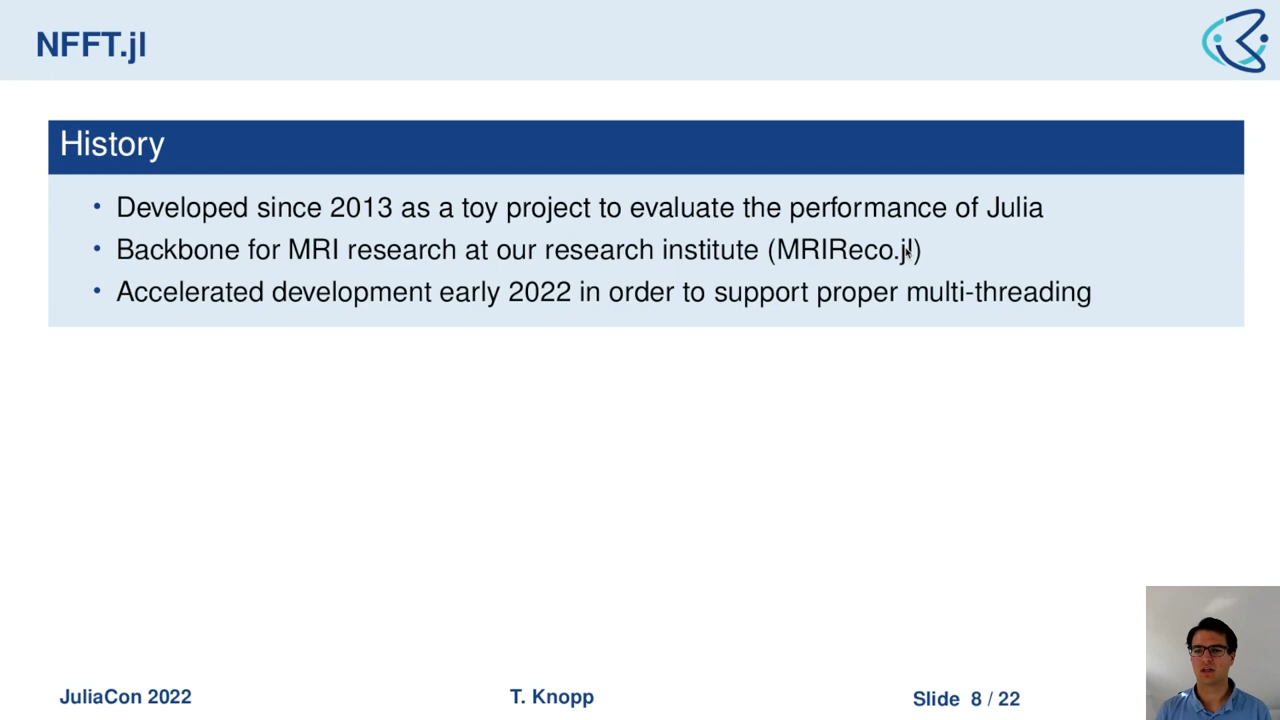 NFFT.jl
History
• Developed since 2013 as a toy project to evaluate the performance of Julia
• Backbone for MRI research at our research institute (MRIReco.jl)
• Accelerated development early 2022 in order to support proper multi-threading
JuliaCon 2022
T. Knopp
Slide 8 / 22